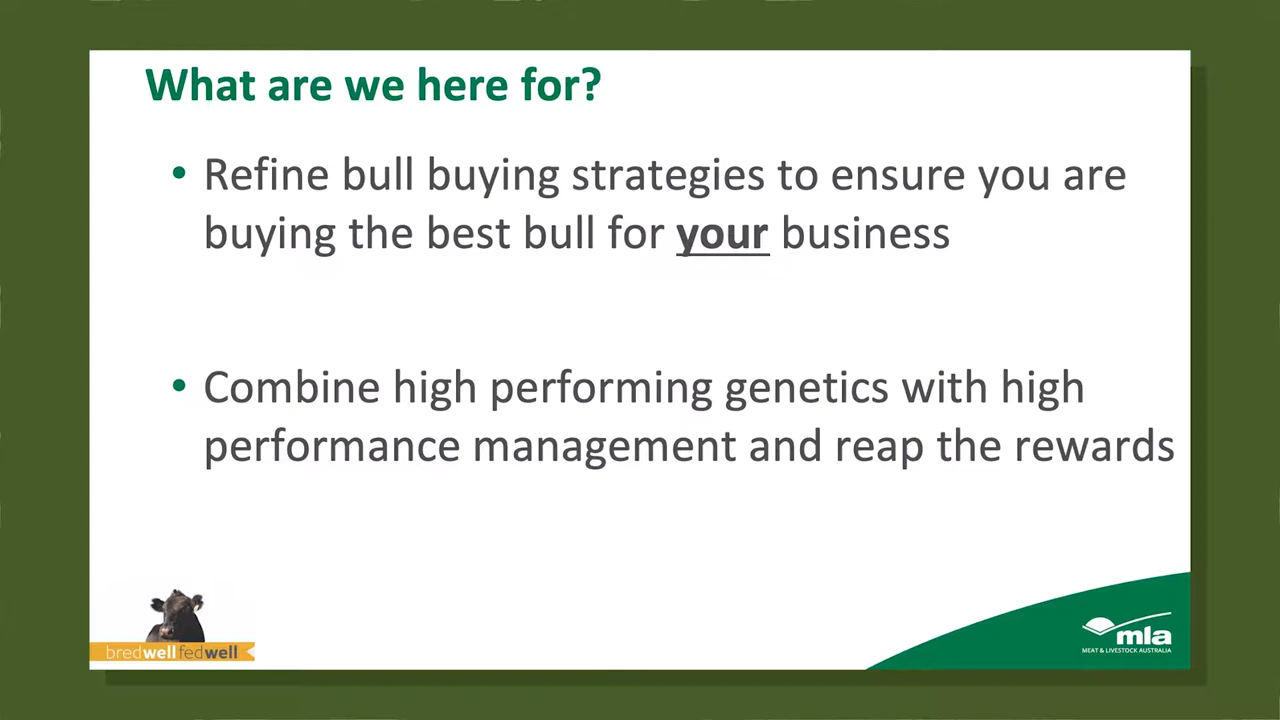 What are we here for?
• Refine bull buying strategies to ensure you are
buying the best bull for your business
• Combine high performing genetics with high
performance management and reap the rewards
bredwellfedwell
mla
MEAT & LIVESTOCK AUSTRALIA